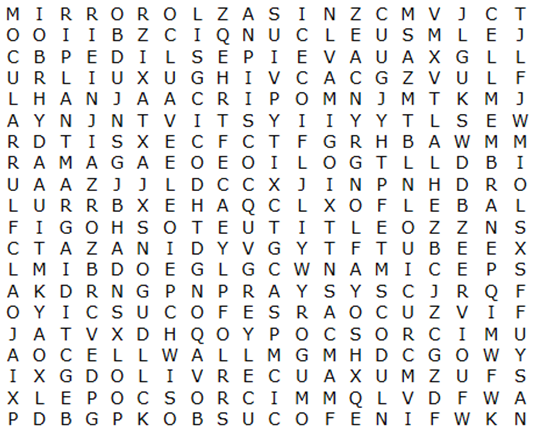 M I R R O R O L Z A S I N Z C M V J C T
O O I I B Z C I Q N U C L E U S M L E J
C B P E D I L S E P I E V A U A X G L L
U R L I U X U G H I V C A C G Z V U L F
L H A N J A A C R I P O M N J M T K M J
A Y N J N T V I T S Y I I Y Y T L S E W
R D T I S X E C F C T F G R H B A W M M
R A M A G A E O E O I L O G T L L D B I
U A A Z J J L D C C X J I N P N H D R O
L U R R B X E H A Q C L X O F L E B A L
F I G O H S O T E U T I T L E O Z Z N S
C T A Z A N I D Y V G Y T F T U B E E X
L M I B D O E G L G C W N A M I C E P S
A K D R N G P N P R A Y S Y S C J R Q F
O Y I C S U C O F E S R A O C U Z V I F
J A T V X D H Q O Y P O C S O R C I M U
A O C E L L W A L L M G M H D C G O W Y
I X G D O L I V R E C U A X U M Z U F S
X L E P O C S O R C I M M Q L V D F W A
P D B G P K O B S U C O F E N I F W K N